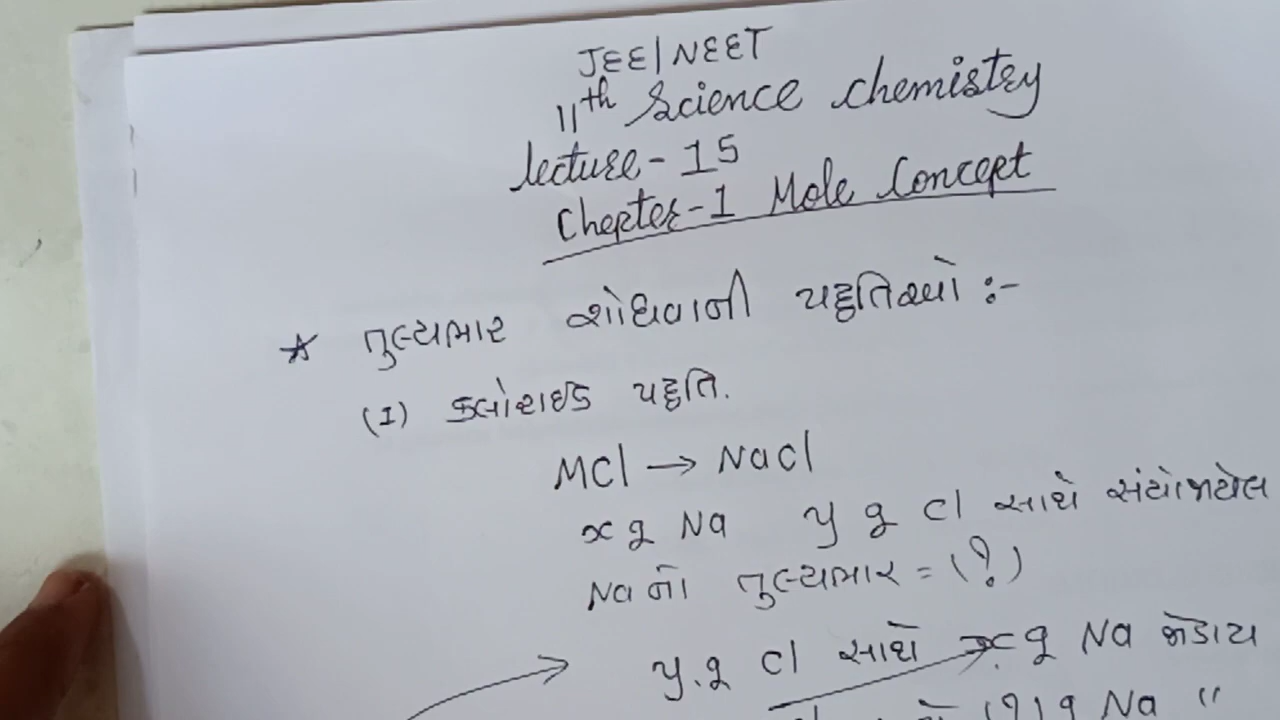 JEE|NEET
11th Science chemistry
lecture-15
Chepter-1 Mole Concept
* તુલ્યભાર શોધવાની પદ્ધતિઓ :-
(1) ક્લોરાઇડ પદ્ધતિ.
MCl → NaCl
x g Na y g Cl સાથે સંયોજાયેલ
Na નો તુલ્યભાર = (?)
→ y.g Cl સાથે → x g Na જોડાય
(?) g Na "